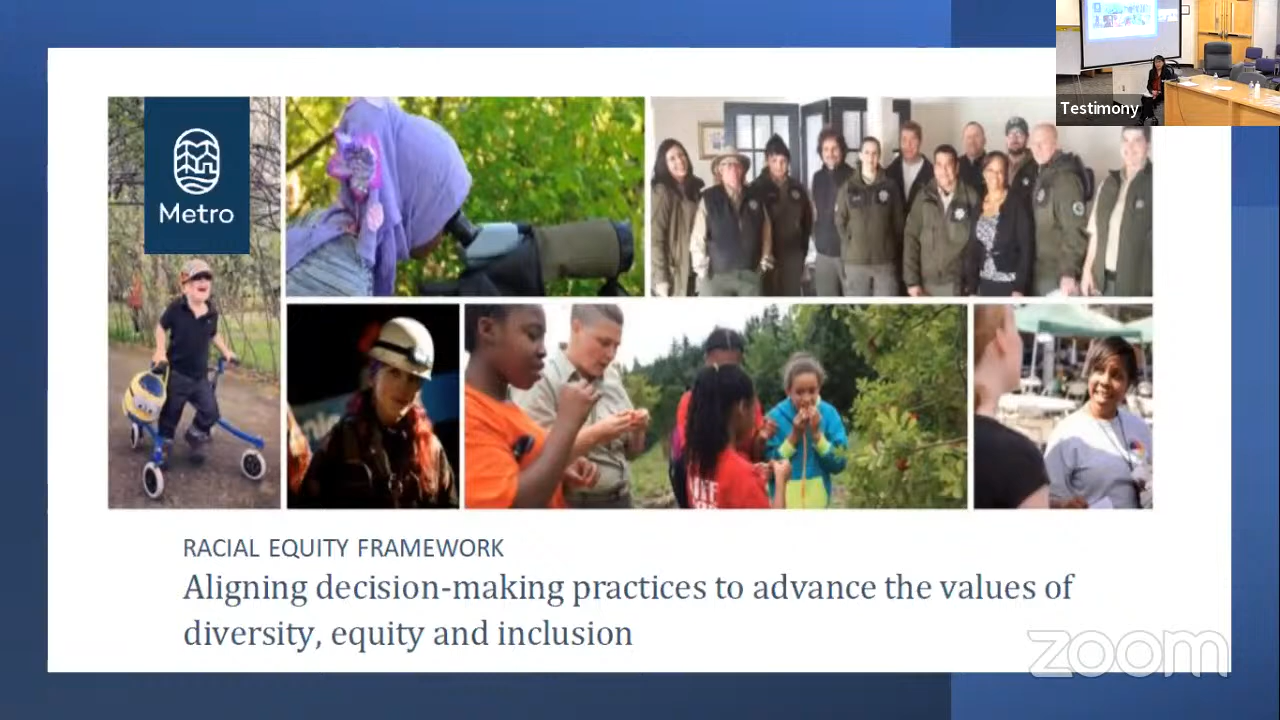 Testimony
Metro
RACIAL EQUITY FRAMEWORK
Aligning decision-making practices to advance the values of
diversity, equity and inclusion
zoom